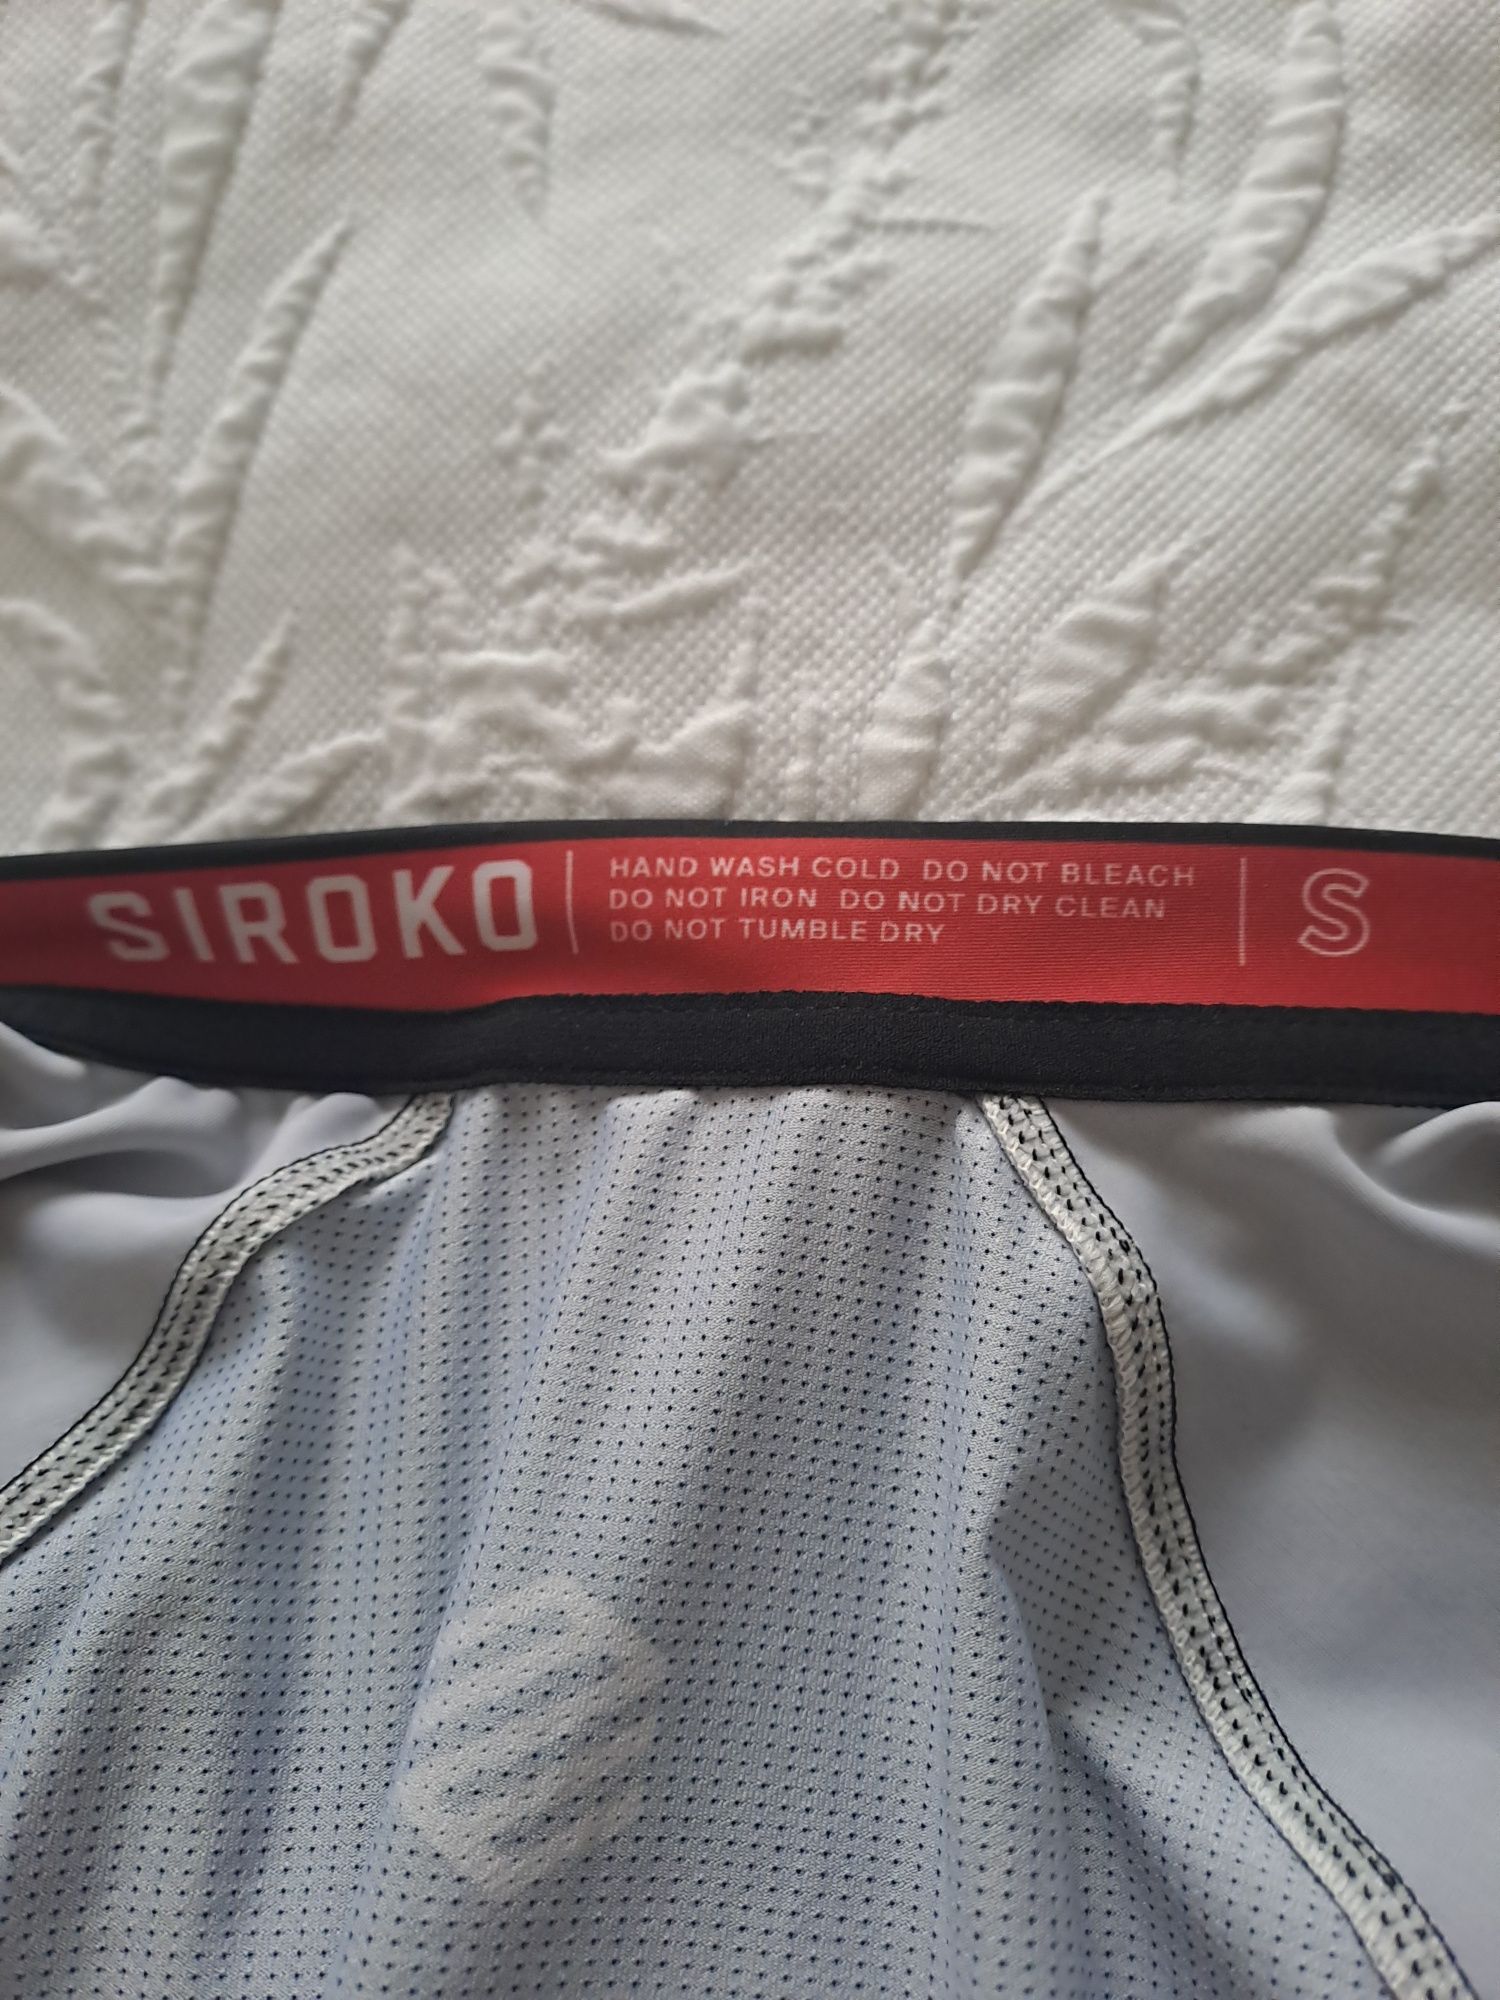 SIROKO
HAND WASH COLD DO NOT BLEACH
DO NOT IRON DO NOT DRY CLEAN
DO NOT TUMBLE DRY
S